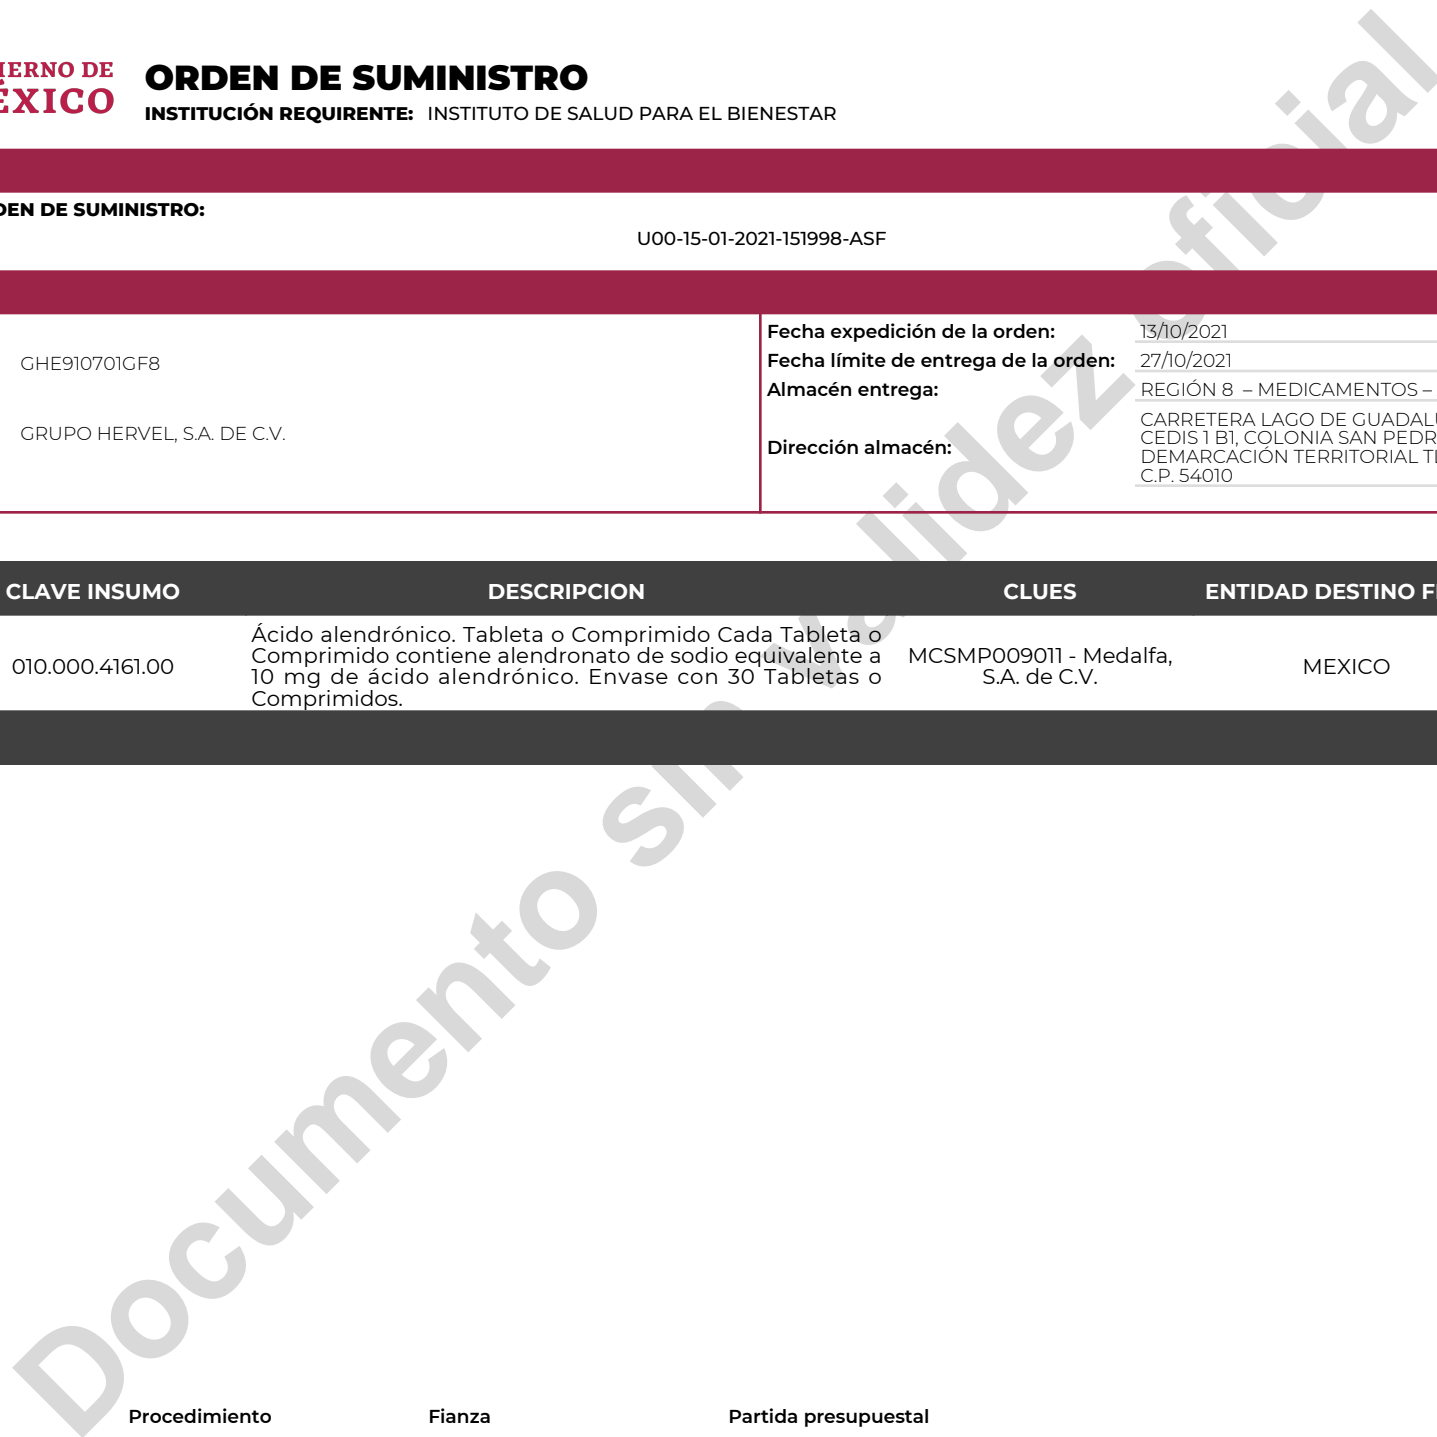 IERNO DE
ÉXICO
ORDEN DE SUMINISTRO
INSTITUCIÓN REQUIRENTE: INSTITUTO DE SALUD PARA EL BIENESTAR
DEN DE SUMINISTRO:
U00-15-01-2021-151998-ASF
GHE910701GF8
GRUPO HERVEL, S.A. DE C.V.
Fecha expedición de la orden: 13/10/2021
Fecha límite de entrega de la orden: 27/10/2021
Almacén entrega: REGIÓN 8 – MEDICAMENTOS –
Dirección almacén:
CARRETERA LAGO DE GUADALU
CEDIS 1 B1, COLONIA SAN PEDR
DEMARCACIÓN TERRITORIAL TL
C.P. 54010
CLAVE INSUMO DESCRIPCION CLUES ENTIDAD DESTINO FI
010.000.4161.00
Ácido alendrónico. Tableta o Comprimido Cada Tableta o
Comprimido contiene alendronato de sodio equivalente a
10 mg de ácido alendrónico. Envase con 30 Tabletas o
Comprimidos.
MCSMP009011 - Medalfa,
S.A. de C.V.
MEXICO
Documento sin validez oficial
Procedimiento Fianza Partida presupuestal